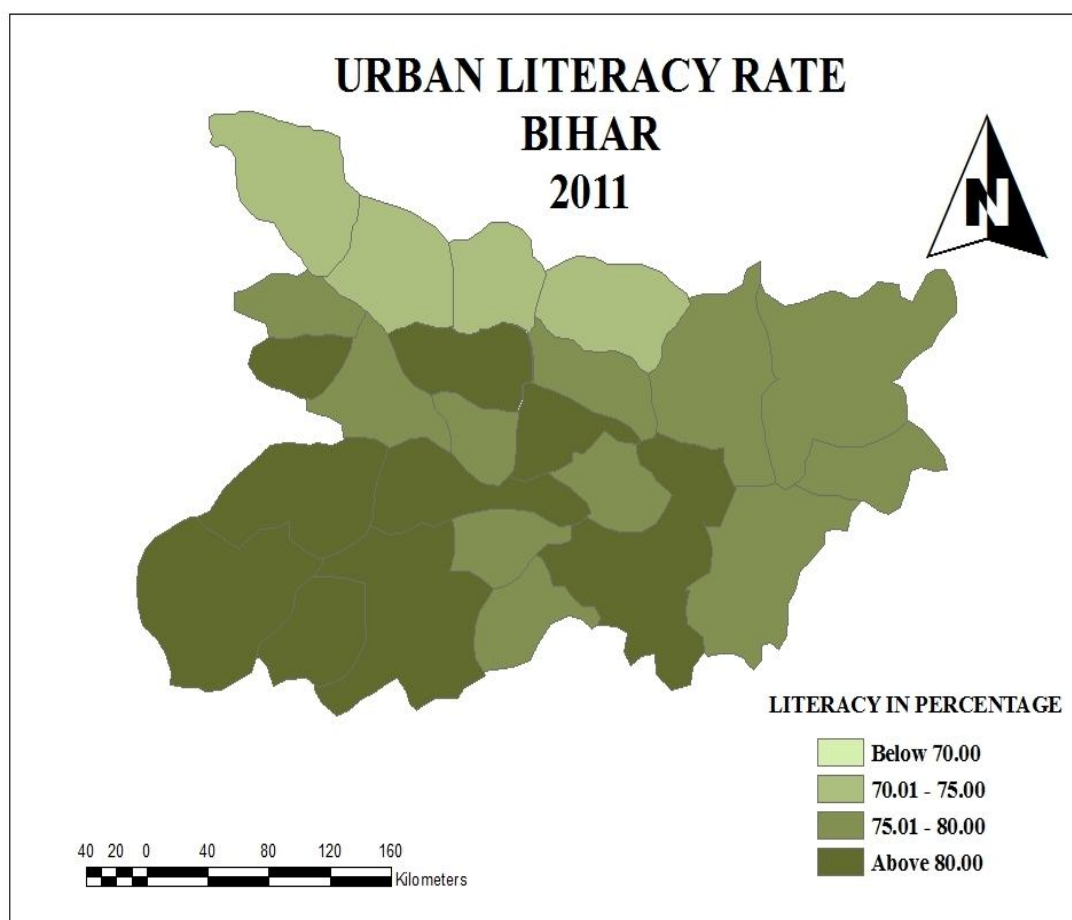 URBAN LITERACY RATE
BIHAR
2011
N
LITERACY IN PERCENTAGE
Below 70.00
70.01 - 75.00
75.01 - 80.00
Above 80.00
40 20 0 40 80 120 160
Kilometers